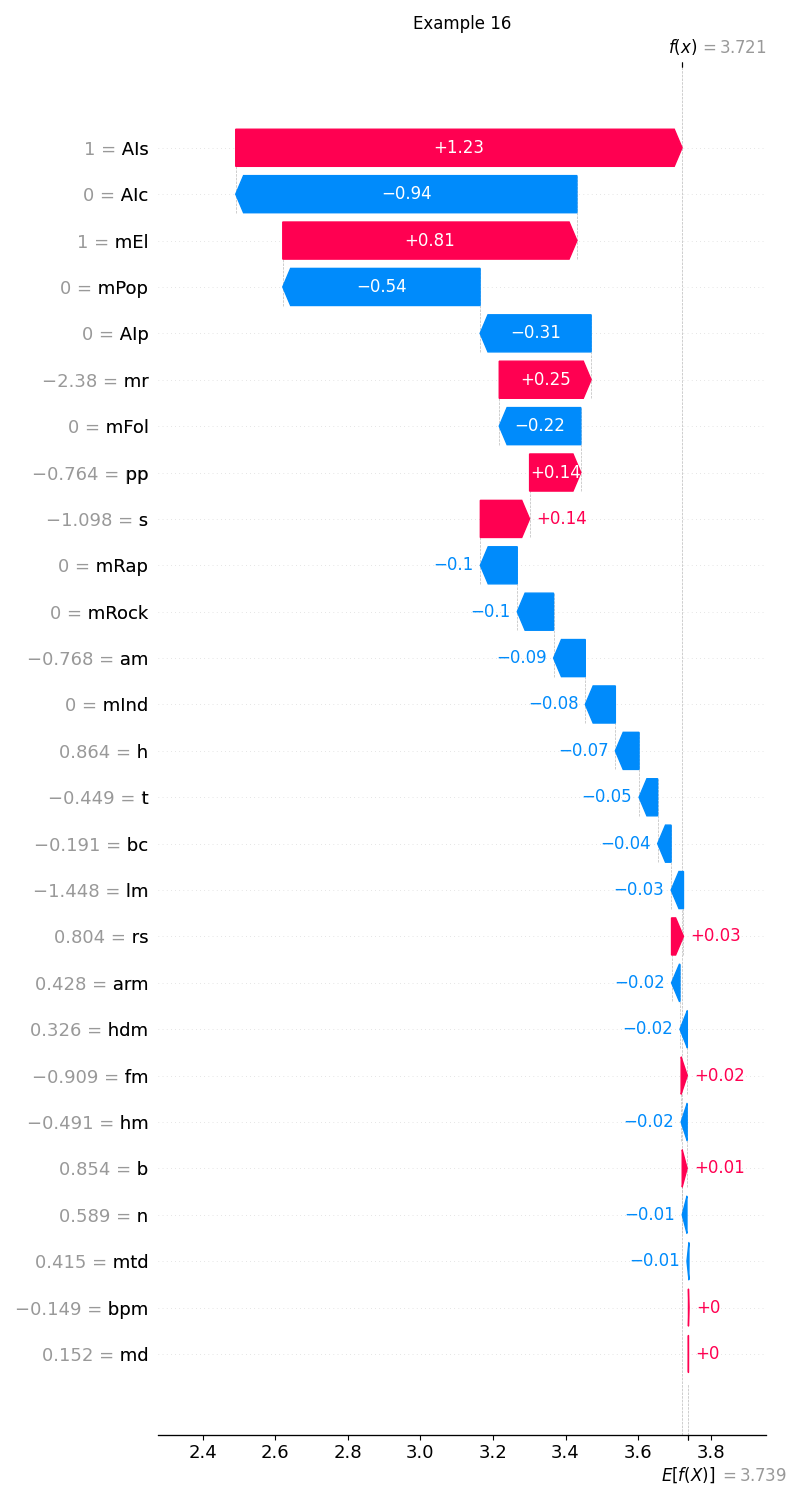 Example 16
f(x) = 3.721
1 = AIs +1.23
0 = AIc −0.94
1 = mEl +0.81
0 = mPop −0.54
0 = AIp −0.31
−2.38 = mr +0.25
0 = mFol −0.22
−0.764 = pp +0.14
−1.098 = s +0.14
0 = mRap −0.1
0 = mRock −0.1
−0.768 = am −0.09
0 = mInd −0.08
0.864 = h −0.07
−0.449 = t −0.05
−0.191 = bc −0.04
−1.448 = lm −0.03
0.804 = rs +0.03
0.428 = arm −0.02
0.326 = hdm −0.02
−0.909 = fm +0.02
−0.491 = hm −0.02
0.854 = b +0.01
0.589 = n −0.01
0.415 = mtd −0.01
−0.149 = bpm +0
0.152 = md +0
2.4 2.6 2.8 3.0 3.2 3.4 3.6 3.8
E[f(X)] = 3.739